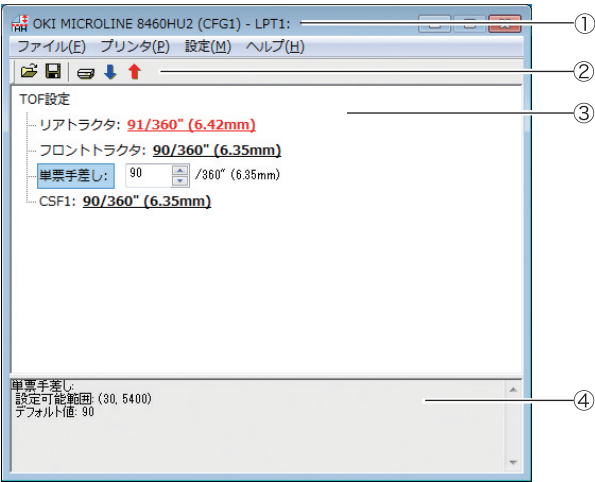 OKI MICROLINE 8460HU2 (CFG1) - LPT1:
①
ファイル(F) プリンタ(P) 設定(M) ヘルプ(H)
②
TOF設定
③
リアトラクタ: 91/360" (6.42mm)
フロントトラクタ: 90/360" (6.35mm)
単票手差し: 90 /360" (6.35mm)
CSF1: 90/360" (6.35mm)
単票手差し:
設定可能範囲: (30, 5400)
④
デフォルト値: 90